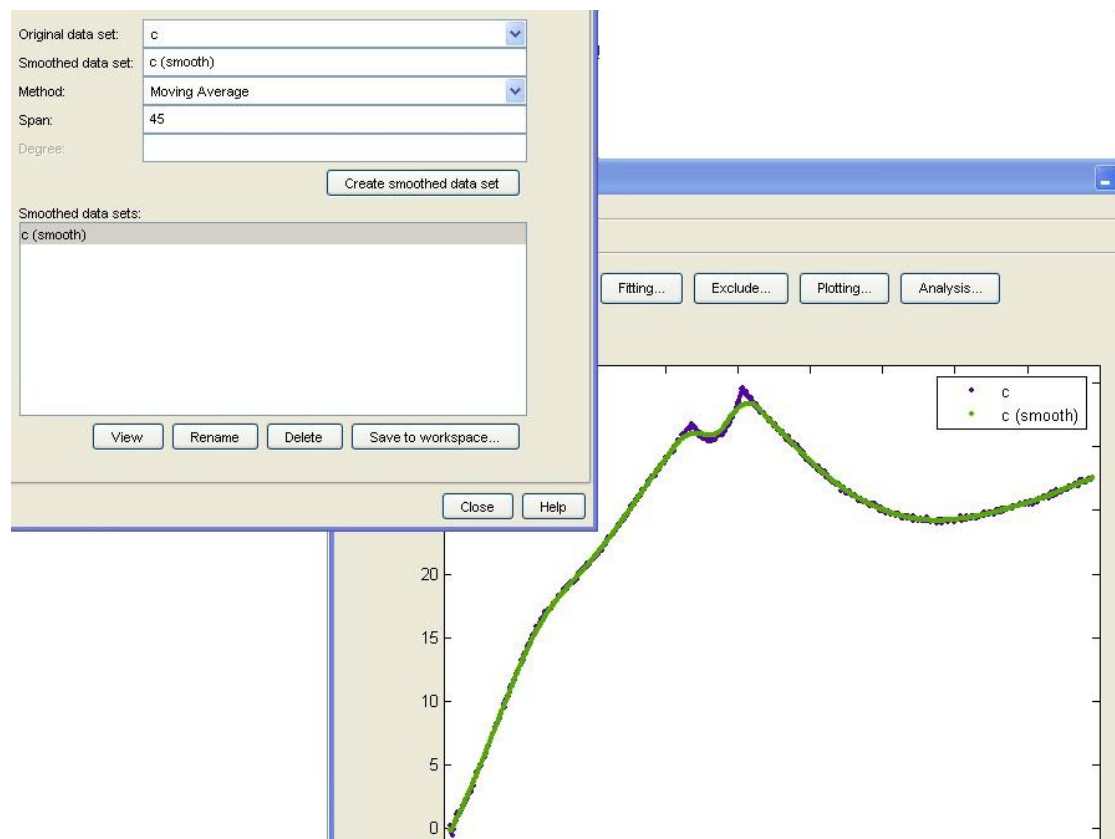 Original data set: c
Smoothed data set: c (smooth)
Method: Moving Average
Span: 45
Degree:
Create smoothed data set
Smoothed data sets:
c (smooth)
View Rename Delete Save to workspace...
Close Help
Fitting... Exclude... Plotting... Analysis...
c
c (smooth)
20
15
10
5
0